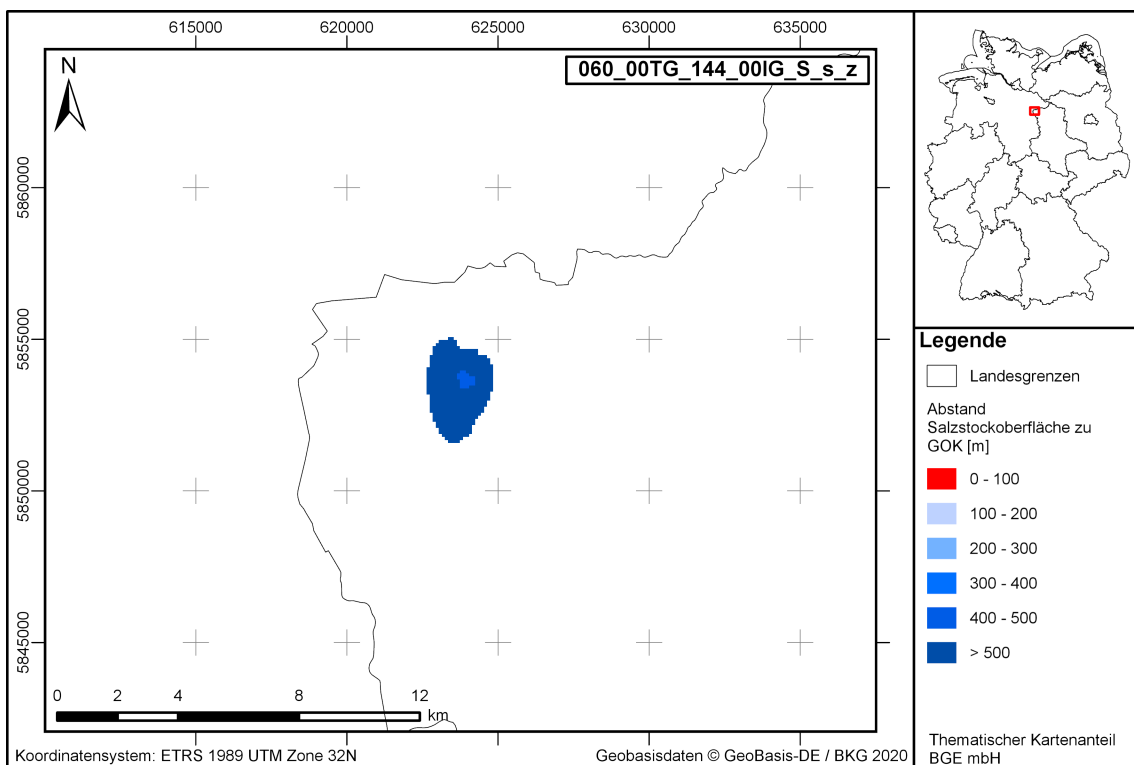 615000
620000
625000
630000
635000
060_00TG_144_00IG_S_s_z
N
5860000
5855000
5850000
5845000
0
2
4
8
12
km
Koordinatensystem: ETRS 1989 UTM Zone 32N
Geobasisdaten © GeoBasis-DE / BKG 2020
Legende
Landesgrenzen
Abstand
Salzstockoberfläche zu
GOK [m]
0 - 100
100 - 200
200 - 300
300 - 400
400 - 500
> 500
Thematischer Kartenanteil
BGE mbH